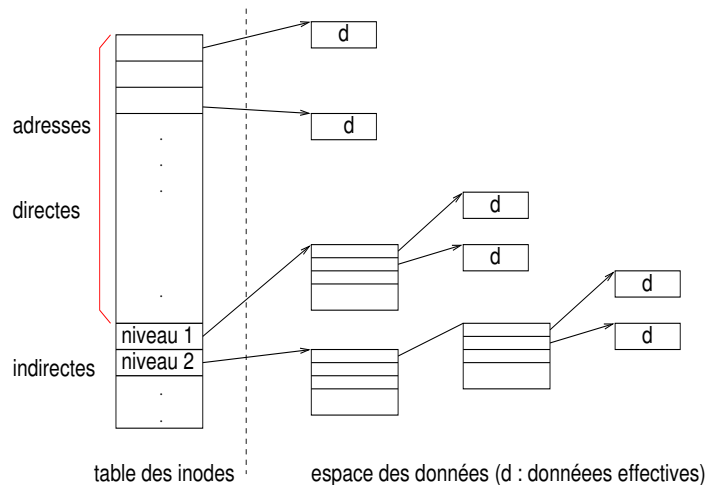 d
adresses
d
directes
d
d
d
niveau 1
d
niveau 2
indirectes
table des inodes
espace des données (d : donnéees effectives)